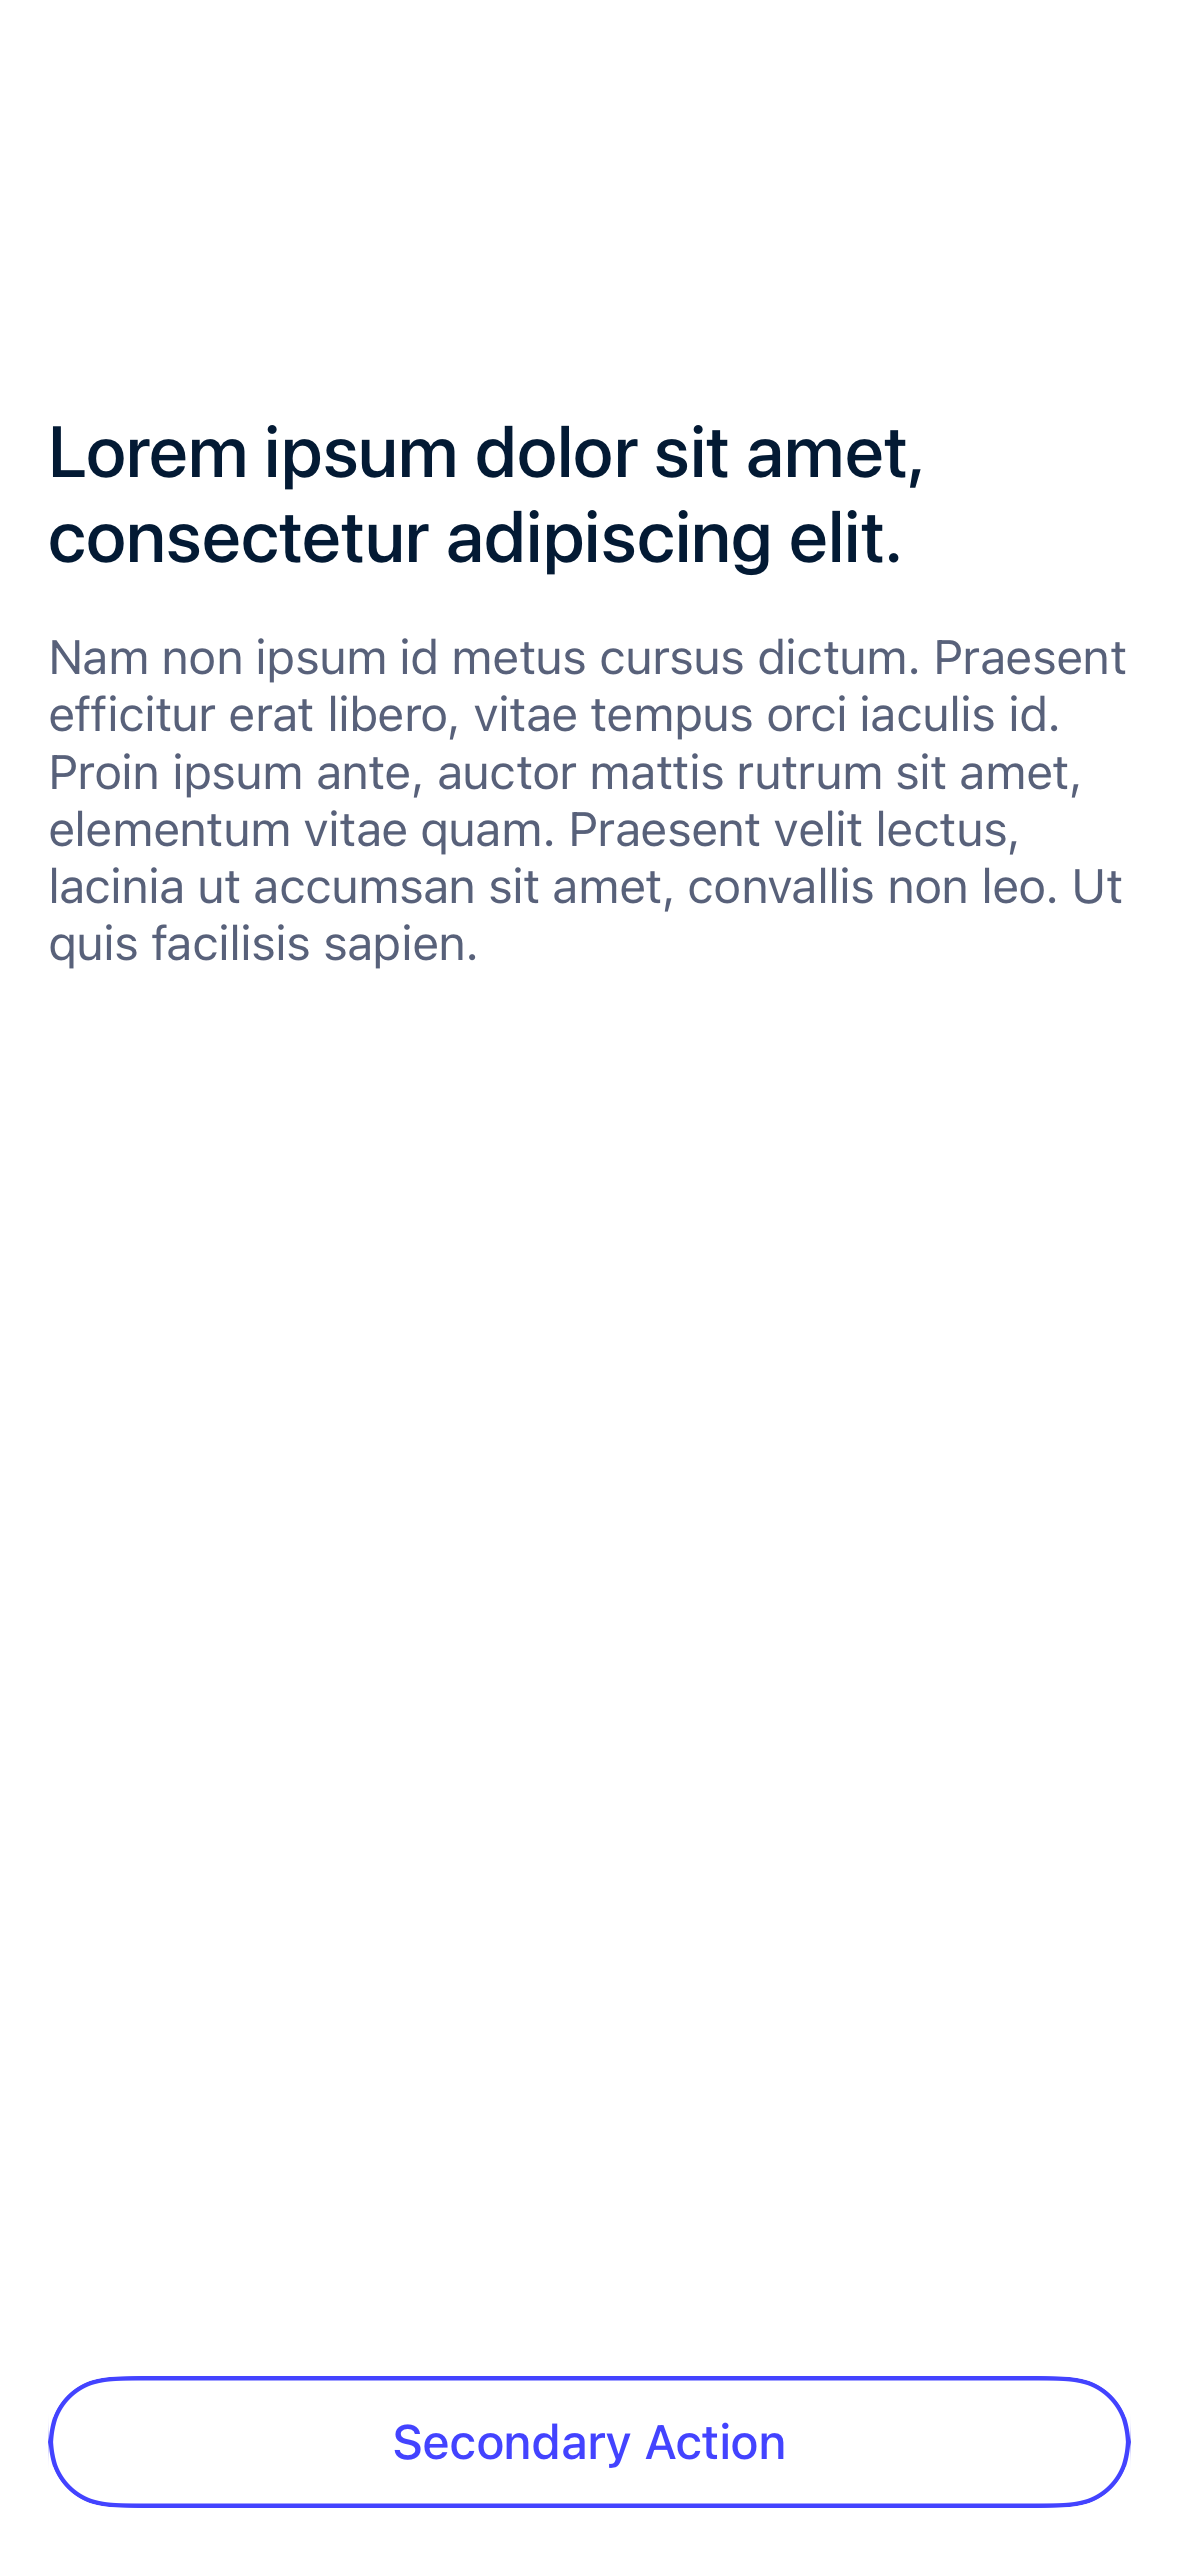 Lorem ipsum dolor sit amet,
consectetur adipiscing elit.
Nam non ipsum id metus cursus dictum. Praesent
efficitur erat libero, vitae tempus orci iaculis id.
Proin ipsum ante, auctor mattis rutrum sit amet,
elementum vitae quam. Praesent velit lectus,
lacinia ut accumsan sit amet, convallis non leo. Ut
quis facilisis sapien.
Secondary Action